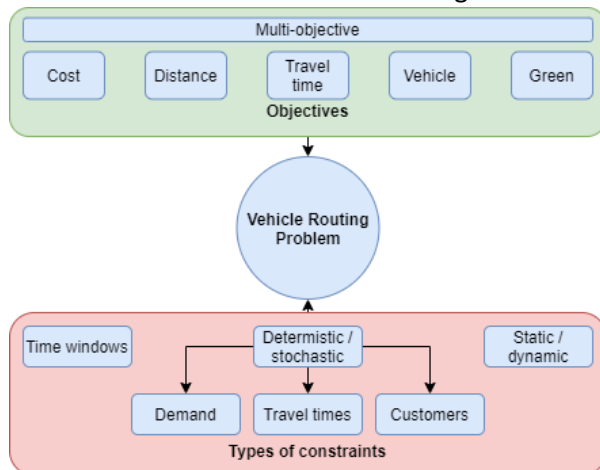 Multi-objective
Cost
Distance
Travel
time
Vehicle
Green
Objectives
Vehicle Routing
Problem
Time windows
Determistic /
stochastic
Static /
dynamic
Demand
Travel times
Customers
Types of constraints